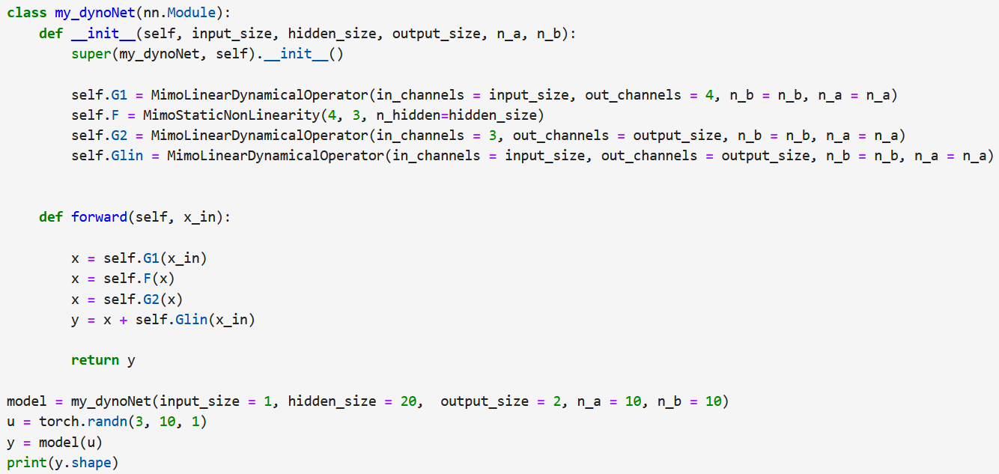 class my_dynoNet(nn.Module):
    def __init__(self, input_size, hidden_size, output_size, n_a, n_b):
        super(my_dynoNet, self).__init__()
        self.G1 = MimoLinearDynamicalOperator(in_channels = input_size, out_channels = 4, n_b = n_b, n_a = n_a)
        self.F = MimoStaticNonLinearity(4, 3, n_hidden=hidden_size)
        self.G2 = MimoLinearDynamicalOperator(in_channels = 3, out_channels = output_size, n_b = n_b, n_a = n_a)
        self.Glin = MimoLinearDynamicalOperator(in_channels = input_size, out_channels = output_size, n_b = n_b, n_a = n_a)
    def forward(self, x_in):
        x = self.G1(x_in)
        x = self.F(x)
        x = self.G2(x)
        y = x + self.Glin(x_in)
        return y
model = my_dynoNet(input_size = 1, hidden_size = 20,  output_size = 2, n_a = 10, n_b = 10)
u = torch.randn(3, 10, 1)
y = model(u)
print(y.shape)